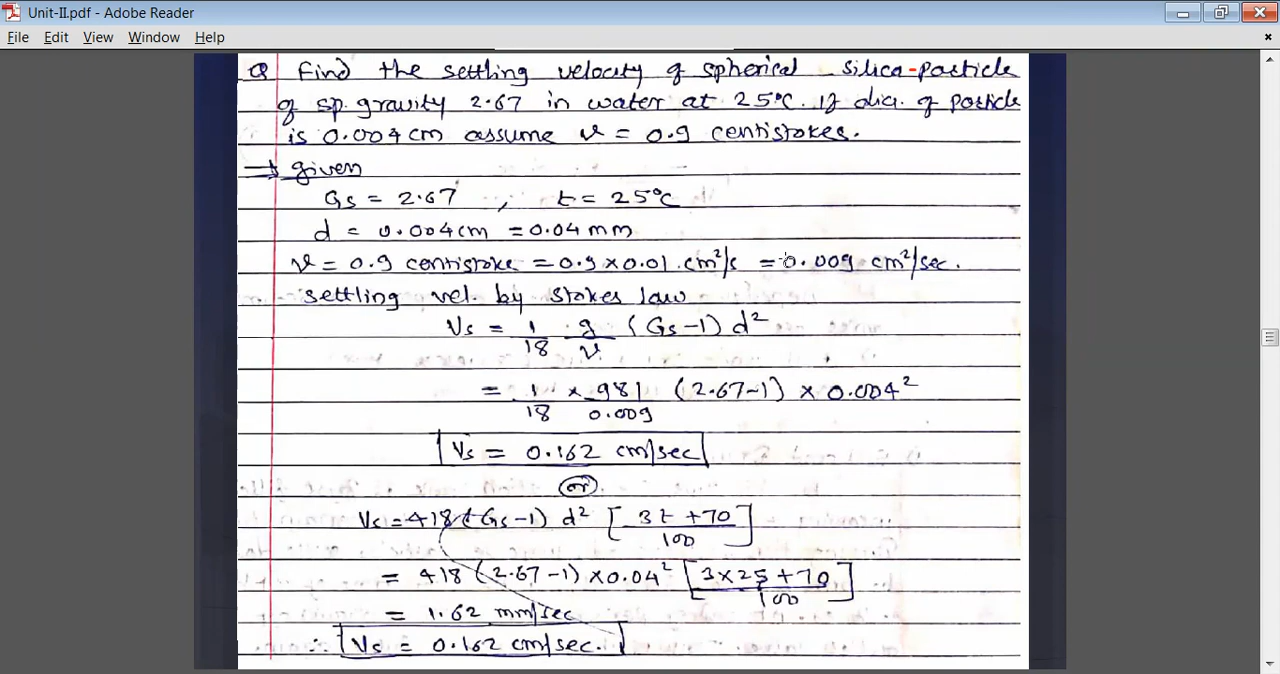 Unit-II.pdf - Adobe Reader
File Edit View Window Help
Q Find the settling velocity of spherical silica-particle
of sp. gravity 2.67 in water at 25°C. If dia. of particle
is 0.004 cm assume ν = 0.9 centistokes.
→ given
Gs = 2.67 , t = 25°C
d = 0.004 cm = 0.04 mm
ν = 0.9 centistoke = 0.9 × 0.01 cm²/s = 0.009 cm²/sec.
settling vel. by stokes law
Vs = 1/18 g/ν (Gs-1) d²
= 1/18 × 981/0.009 (2.67-1) × 0.004²
Vs = 0.162 cm/sec
or
Vs = 418 (Gs-1) d² [3t +70/100]
= 418 (2.67-1) × 0.04² [3×25+70/100]
= 1.62 mm/sec
∴ Vs = 0.162 cm/sec.